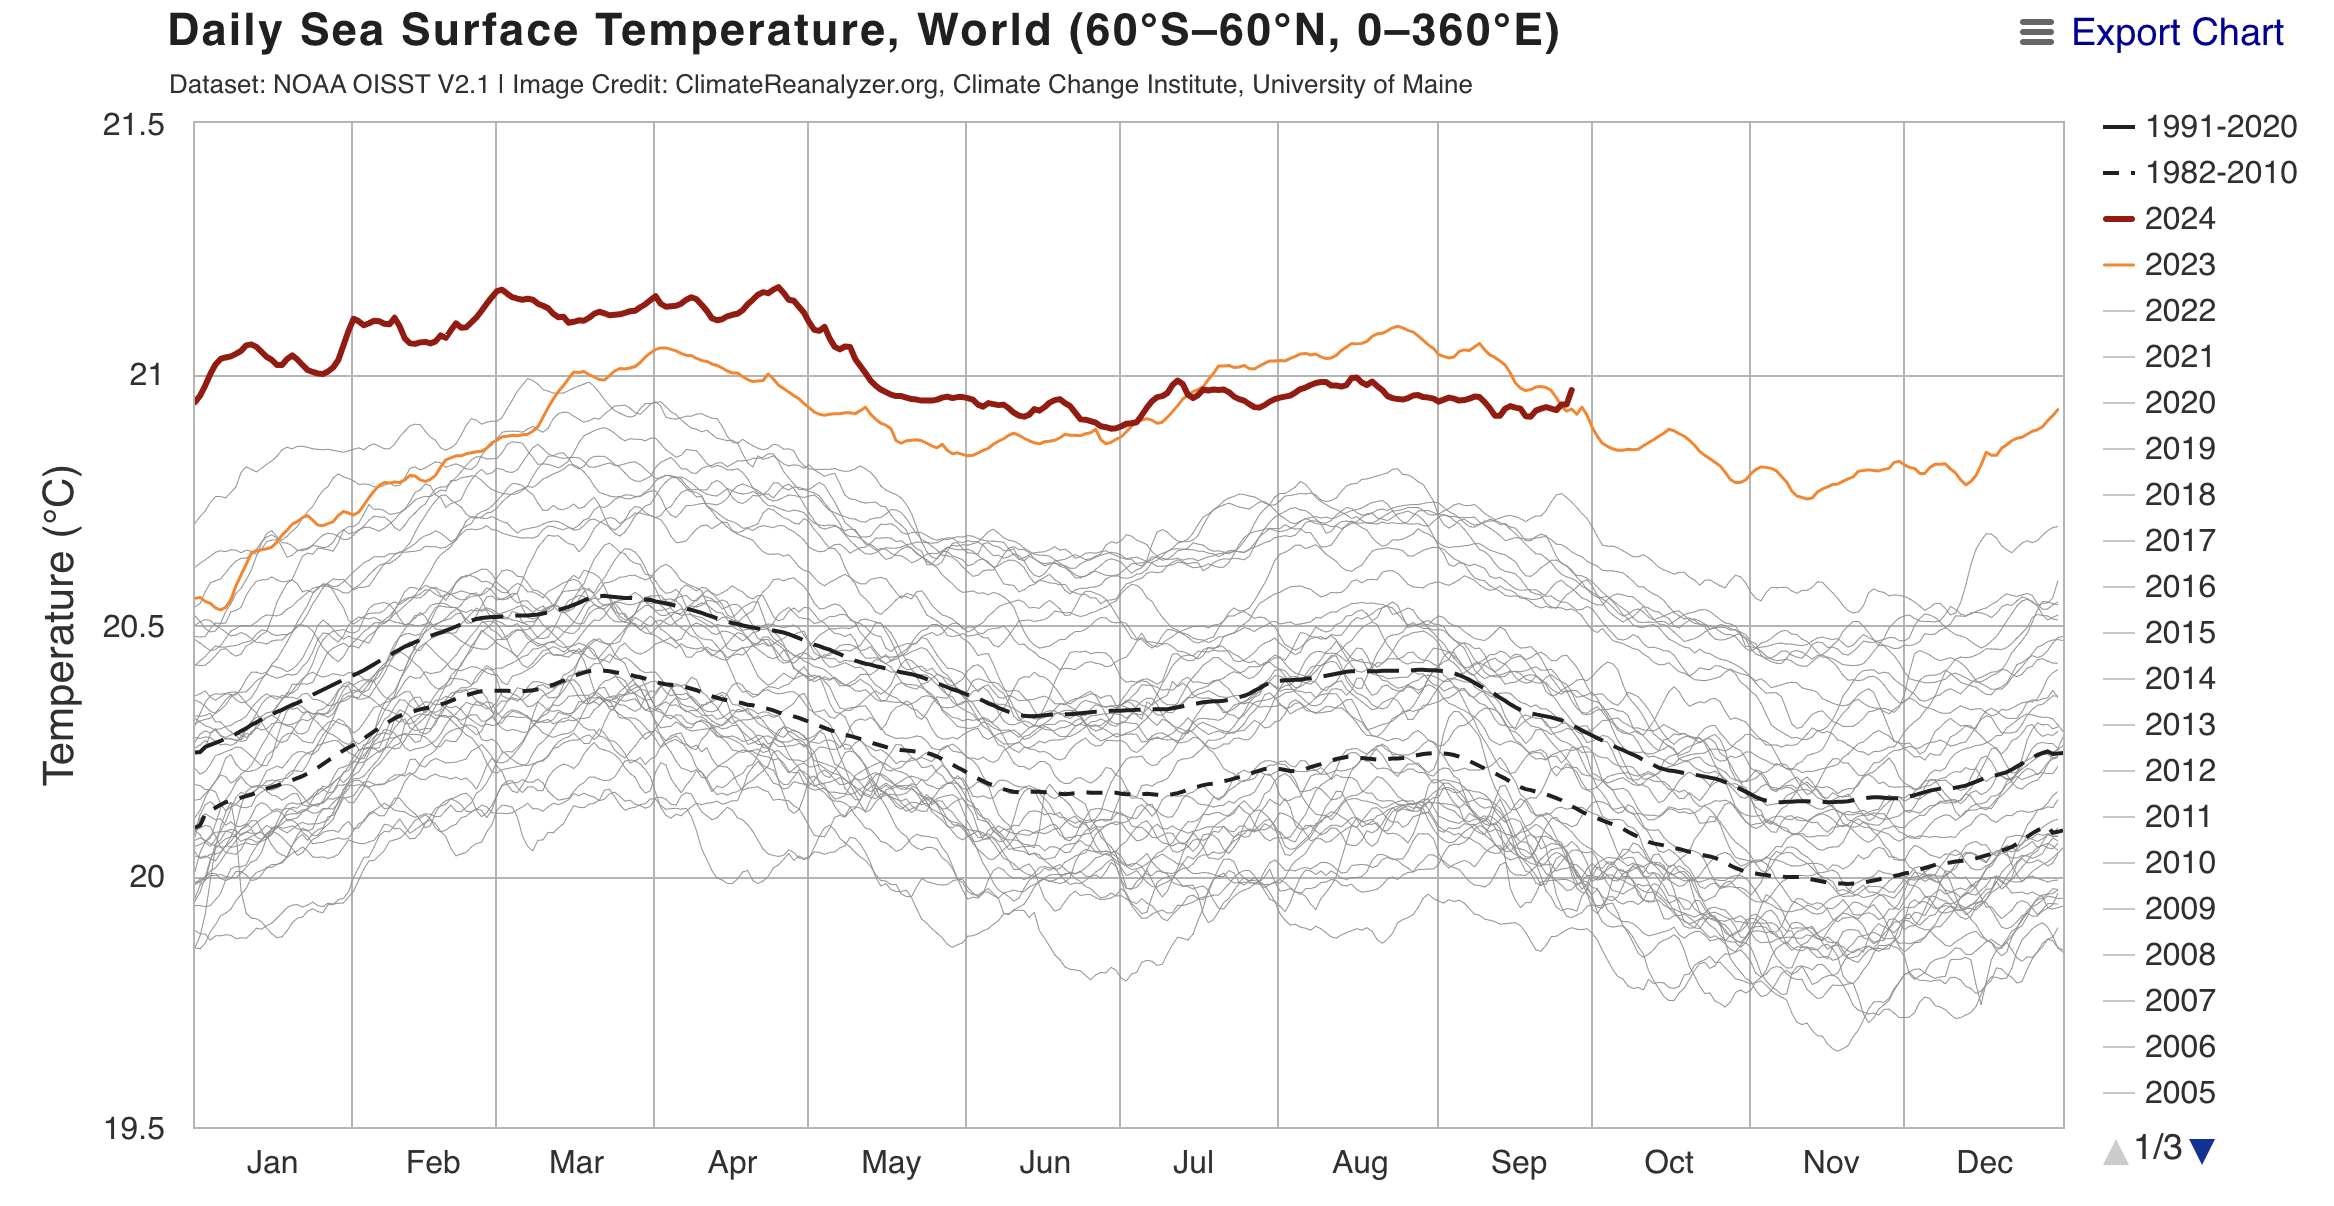 Daily Sea Surface Temperature, World (60°S–60°N, 0–360°E)
Export Chart
Dataset: NOAA OISST V2.1 | Image Credit: ClimateReanalyzer.org, Climate Change Institute, University of Maine
Temperature (°C)
21.5
21
20.5
20
19.5
Jan
Feb
Mar
Apr
May
Jun
Jul
Aug
Sep
Oct
Nov
Dec
1991-2020
1982-2010
2024
2023
2022
2021
2020
2019
2018
2017
2016
2015
2014
2013
2012
2011
2010
2009
2008
2007
2006
2005
1/3